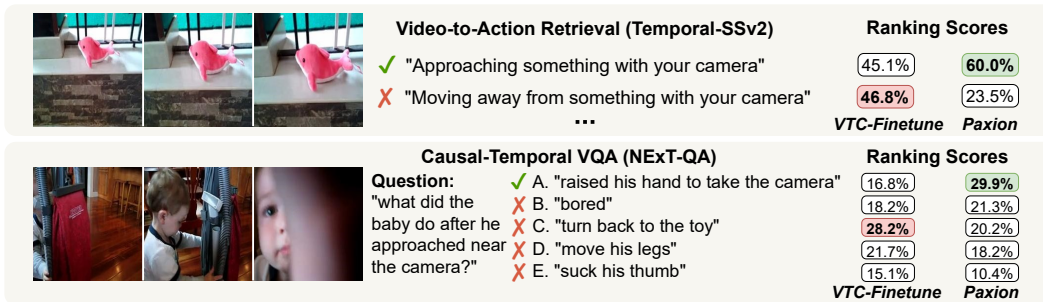 Video-to-Action Retrieval (Temporal-SSv2)
Ranking Scores
✓ "Approaching something with your camera" 45.1% 60.0%
✗ "Moving away from something with your camera" 46.8% 23.5%
...
VTC-Finetune Paxion
Causal-Temporal VQA (NExT-QA)
Ranking Scores
Question:
"what did the
baby do after he
approached near
the camera?"
✓ A. "raised his hand to take the camera" 16.8% 29.9%
✗ B. "bored" 18.2% 21.3%
✗ C. "turn back to the toy" 28.2% 20.2%
✗ D. "move his legs" 21.7% 18.2%
✗ E. "suck his thumb" 15.1% 10.4%
VTC-Finetune Paxion